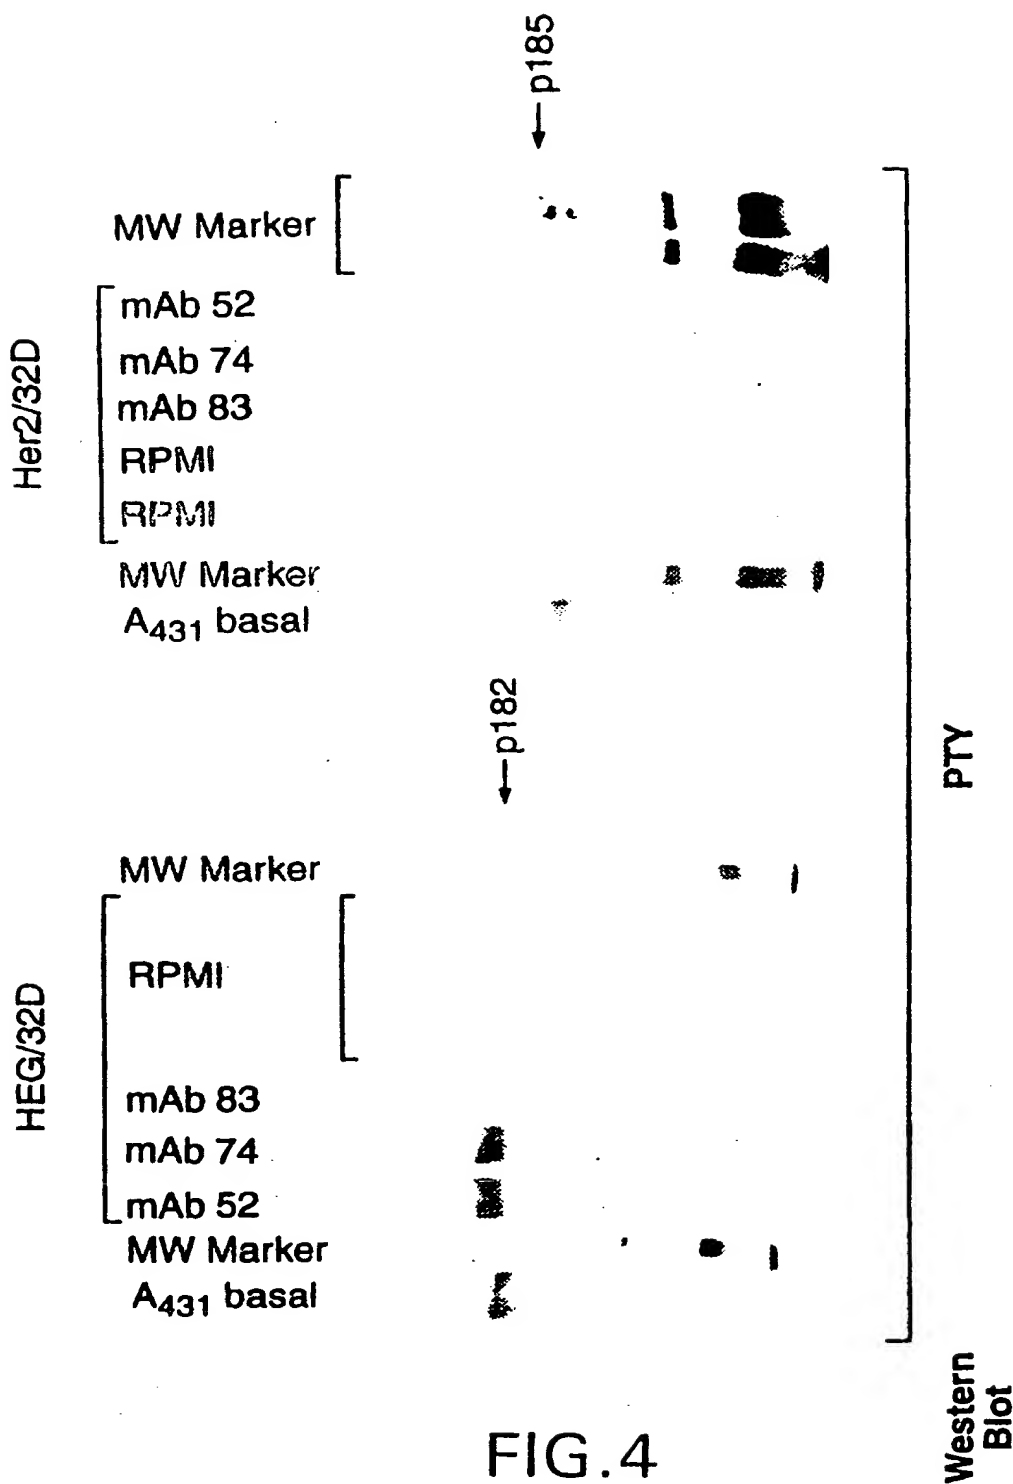 p185
Her2/32D
MW Marker
mAb 52
mAb 74
mAb 83
RPMI
RPMI
MW Marker
A431 basal
p182
HEG/32D
MW Marker
RPMI
mAb 83
mAb 74
mAb 52
MW Marker
A431 basal
PTY
Western
Blot
FIG.4